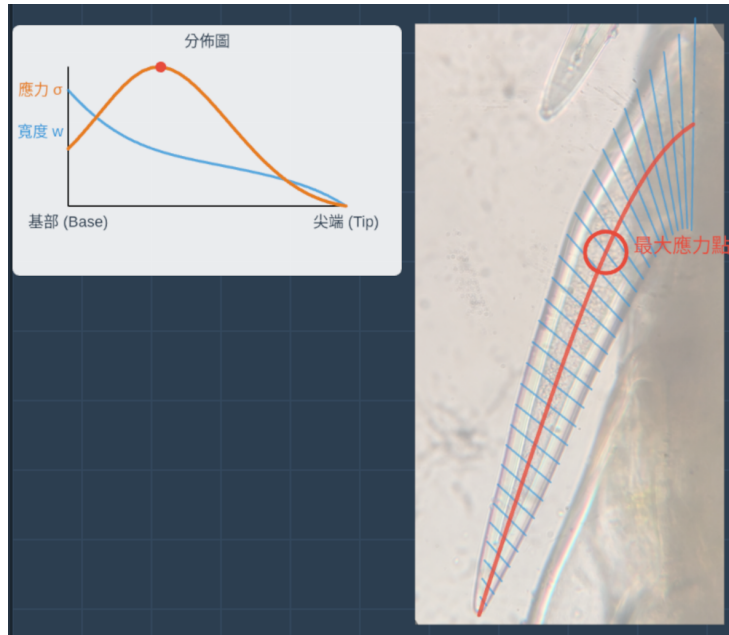 分佈圖
應力 σ
寬度 w
基部 (Base)
尖端 (Tip)
最大應力點